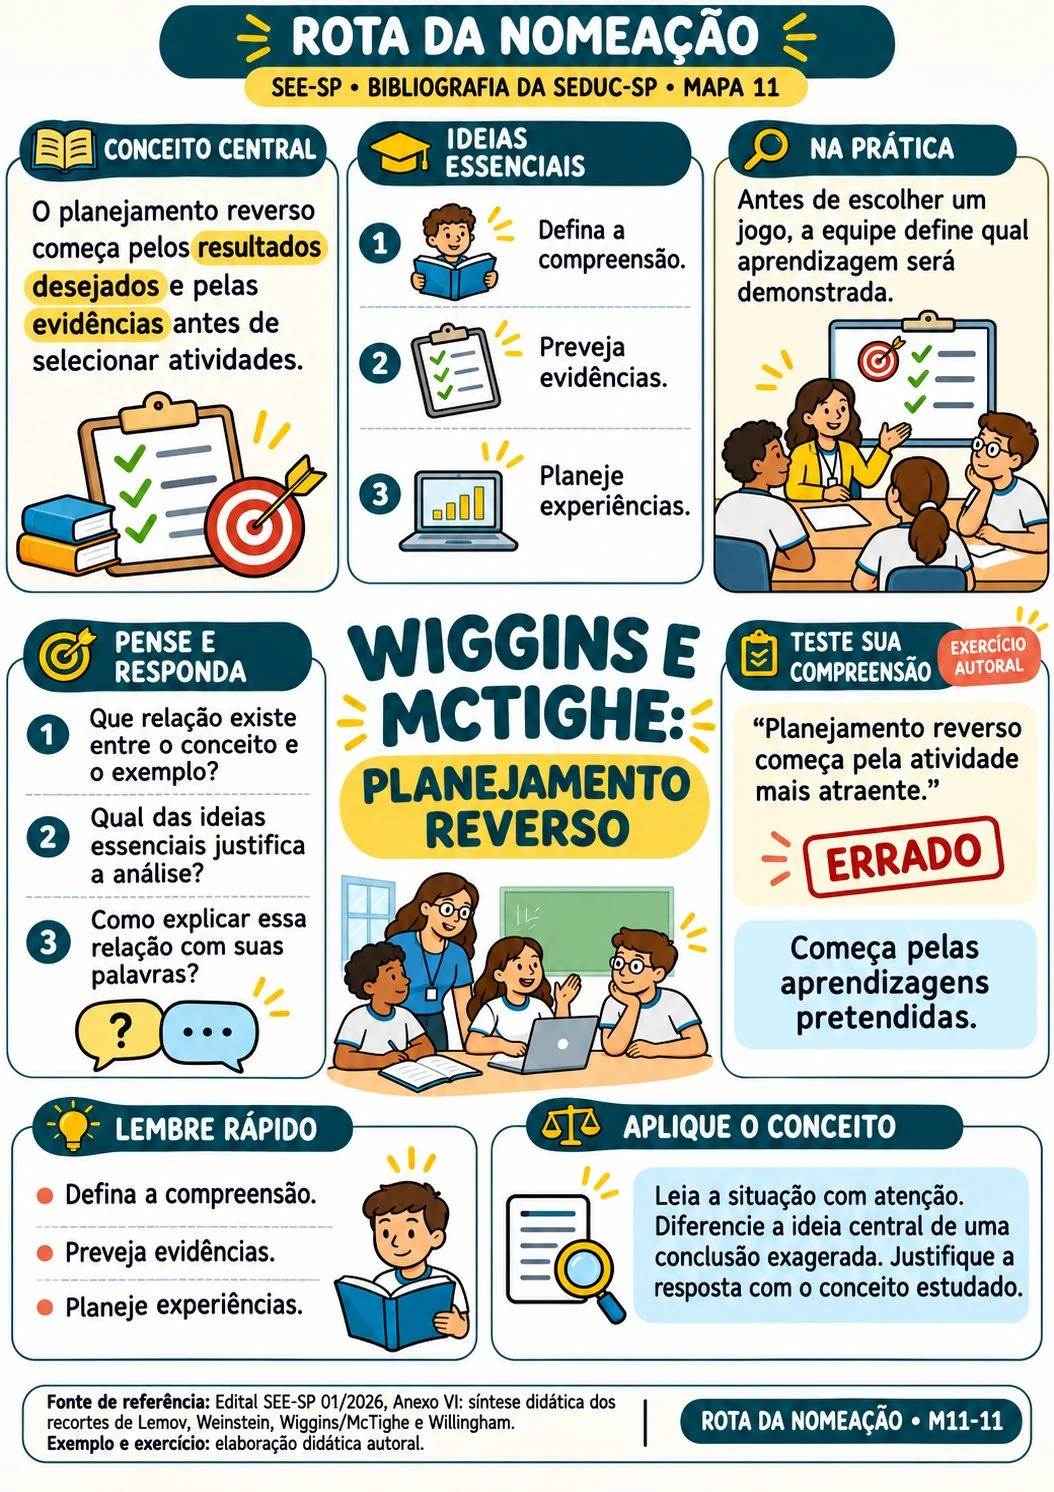 ROTA DA NOMEAÇÃO
SEE-SP • BIBLIOGRAFIA DA SEDUC-SP • MAPA 11
CONCEITO CENTRAL
O planejamento reverso
começa pelos resultados
desejados e pelas
evidências antes de
selecionar atividades.
IDEIAS
ESSENCIAIS
1
Defina a
compreensão.
2
Preveja
evidências.
3
Planeje
experiências.
NA PRÁTICA
Antes de escolher um
jogo, a equipe define qual
aprendizagem será
demonstrada.
PENSE E
RESPONDA
1
Que relação existe
entre o conceito e
o exemplo?
2
Qual das ideias
essenciais justifica
a análise?
3
Como explicar essa
relação com suas
palavras?
?
...
WIGGINS E
MCTIGHE:
PLANEJAMENTO
REVERSO
TESTE SUA
COMPREENSÃO
EXERCÍCIO
AUTORAL
“Planejamento reverso
começa pela atividade
mais atraente.”
ERRADO
Começa pelas
aprendizagens
pretendidas.
LEMBRE RÁPIDO
• Defina a compreensão.
• Preveja evidências.
• Planeje experiências.
APLIQUE O CONCEITO
Leia a situação com atenção.
Diferencie a ideia central de uma
conclusão exagerada. Justifique a
resposta com o conceito estudado.
Fonte de referência: Edital SEE-SP 01/2026, Anexo VI: síntese didática dos
recortes de Lemov, Weinstein, Wiggins/McTighe e Willingham.
Exemplo e exercício: elaboração didática autoral.
ROTA DA NOMEAÇÃO • M11-11